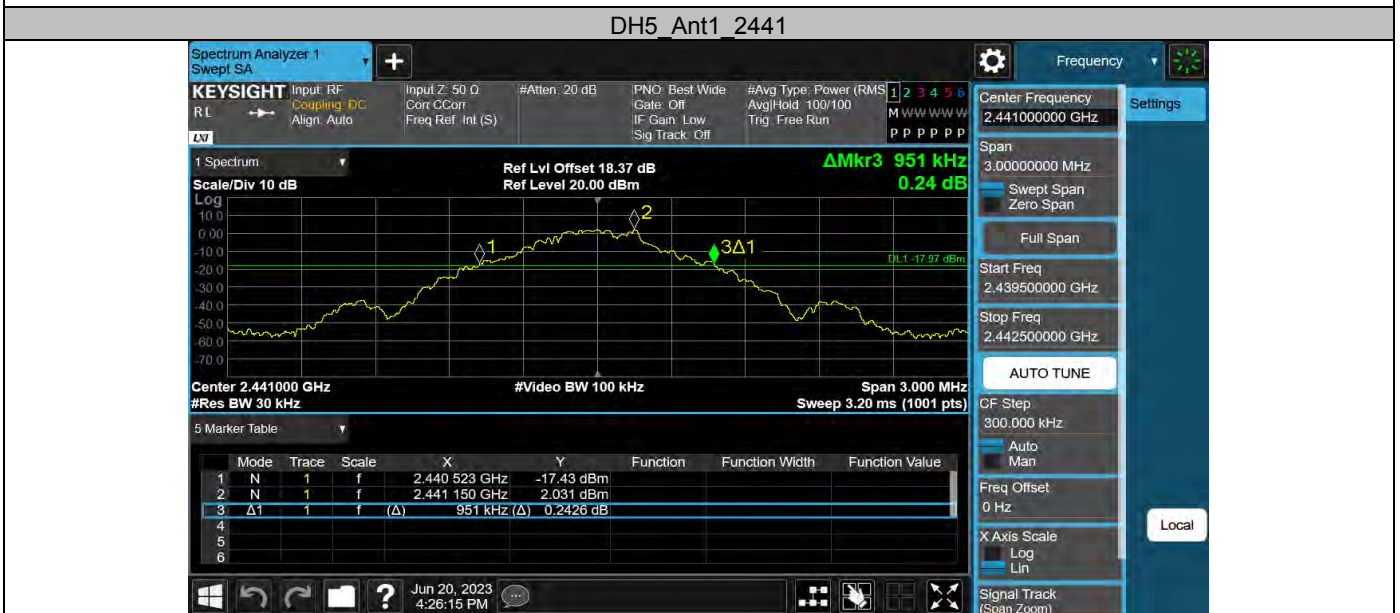 DH5_Ant1_2441
Spectrum Analyzer 1
Swept SA
+
Frequency
KEYSIGHT
RL
LXI
Input: RF
Coupling: DC
Align: Auto
Input Z: 50 Ω
Corr CCorr
Freq Ref: Int (S)
#Atten: 20 dB
PNO: Best Wide
Gate: Off
IF Gain: Low
Sig Track: Off
#Avg Type: Power (RMS
Avg|Hold: 100/100
Trig: Free Run
1 2 3 4 5 6
M W W W W W
P P P P P P
1 Spectrum
Scale/Div 10 dB
Log
Ref Lvl Offset 18.37 dB
Ref Level 20.00 dBm
ΔMkr3 951 kHz
0.24 dB
10.0
0.00
-10.0
-20.0
-30.0
-40.0
-50.0
-60.0
-70.0
1
2
3Δ1
DL1 -17.97 dBm
Center 2.441000 GHz
#Video BW 100 kHz
Span 3.000 MHz
#Res BW 30 kHz
Sweep 3.20 ms (1001 pts)
5 Marker Table
Mode Trace Scale X Y Function Function Width Function Value
1 N 1 f 2.440 523 GHz -17.43 dBm
2 N 1 f 2.441 150 GHz 2.031 dBm
3 Δ1 1 f (Δ) 951 kHz (Δ) 0.2426 dB
4
5
6
?
Jun 20, 2023
4:26:15 PM
Center Frequency
2.441000000 GHz
Settings
Span
3.00000000 MHz
Swept Span
Zero Span
Full Span
Start Freq
2.439500000 GHz
Stop Freq
2.442500000 GHz
AUTO TUNE
CF Step
300.000 kHz
Auto
Man
Freq Offset
0 Hz
X Axis Scale
Log
Lin
Local
Signal Track
(Span Zoom)